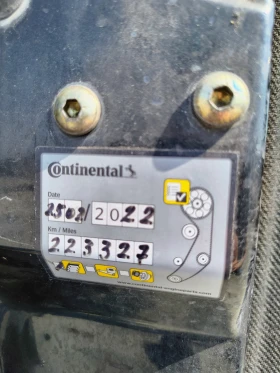 Continental
Date
25 02/2022
Km / Miles
223327